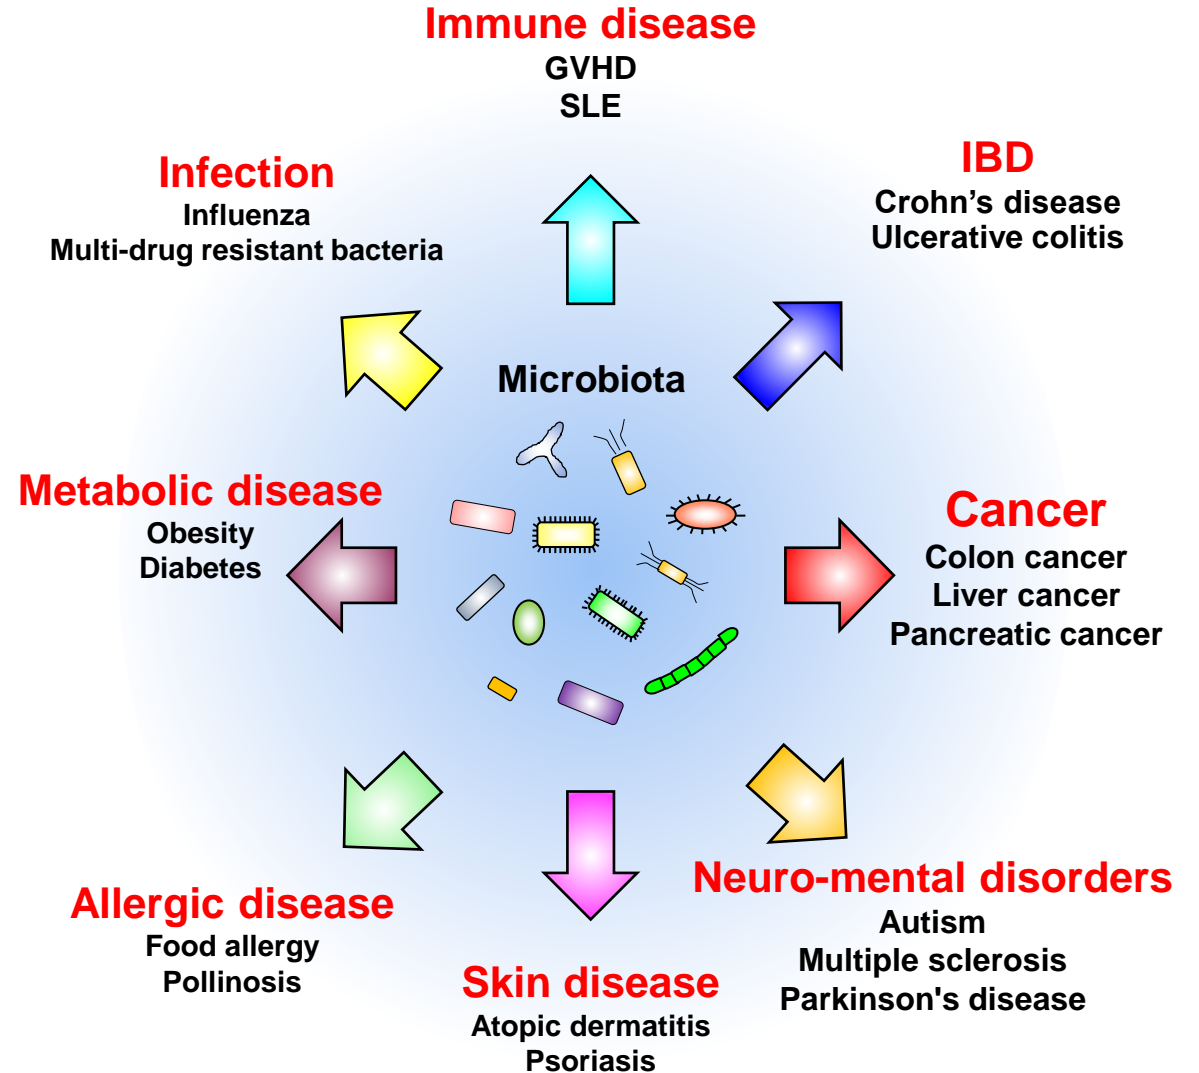 Immune disease
GVHD
SLE
Infection
Influenza
Multi-drug resistant bacteria
IBD
Crohn’s disease
Ulcerative colitis
Microbiota
Metabolic disease
Obesity
Diabetes
Cancer
Colon cancer
Liver cancer
Pancreatic cancer
Allergic disease
Food allergy
Pollinosis
Skin disease
Atopic dermatitis
Psoriasis
Neuro-mental disorders
Autism
Multiple sclerosis
Parkinson's disease